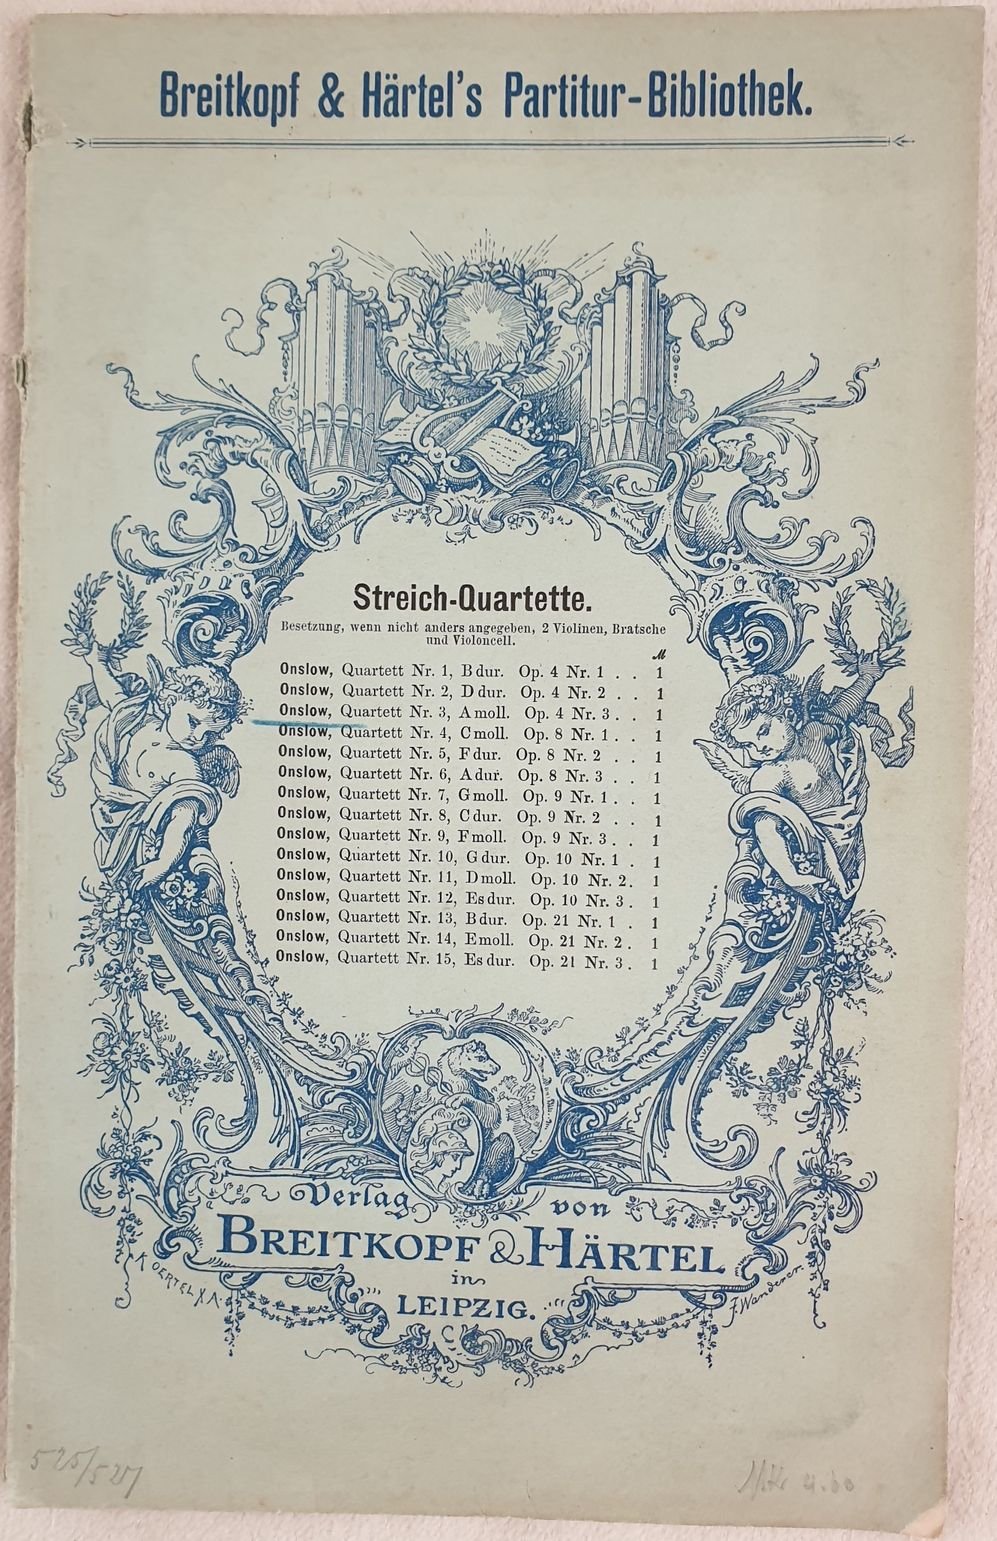 Breitkopf & Härtel's Partitur-Bibliothek.
Streich-Quartette.
Besetzung, wenn nicht anders angegeben, 2 Violinen, Bratsche
und Violoncell.
ℳ
Onslow, Quartett Nr. 1, B dur. Op. 4 Nr. 1 . . 1
Onslow, Quartett Nr. 2, D dur. Op. 4 Nr. 2 . . 1
Onslow, Quartett Nr. 3, A moll. Op. 4 Nr. 3 . . 1
Onslow, Quartett Nr. 4, C moll. Op. 8 Nr. 1 . . 1
Onslow, Quartett Nr. 5, F dur. Op. 8 Nr. 2 . . 1
Onslow, Quartett Nr. 6, A dur. Op. 8 Nr. 3 . . 1
Onslow, Quartett Nr. 7, G moll. Op. 9 Nr. 1 . . 1
Onslow, Quartett Nr. 8, C dur. Op. 9 Nr. 2 . . 1
Onslow, Quartett Nr. 9, F moll. Op. 9 Nr. 3 . . 1
Onslow, Quartett Nr. 10, G dur. Op. 10 Nr. 1 . 1
Onslow, Quartett Nr. 11, D moll. Op. 10 Nr. 2 . 1
Onslow, Quartett Nr. 12, Es dur. Op. 10 Nr. 3 . 1
Onslow, Quartett Nr. 13, B dur. Op. 21 Nr. 1 . 1
Onslow, Quartett Nr. 14, E moll. Op. 21 Nr. 2 . 1
Onslow, Quartett Nr. 15, Es dur. Op. 21 Nr. 3 . 1
Verlag von
BREITKOPF & HÄRTEL
in
LEIPZIG.
K OERTEL X.A.
F. Wanderer.
525/527
4.60